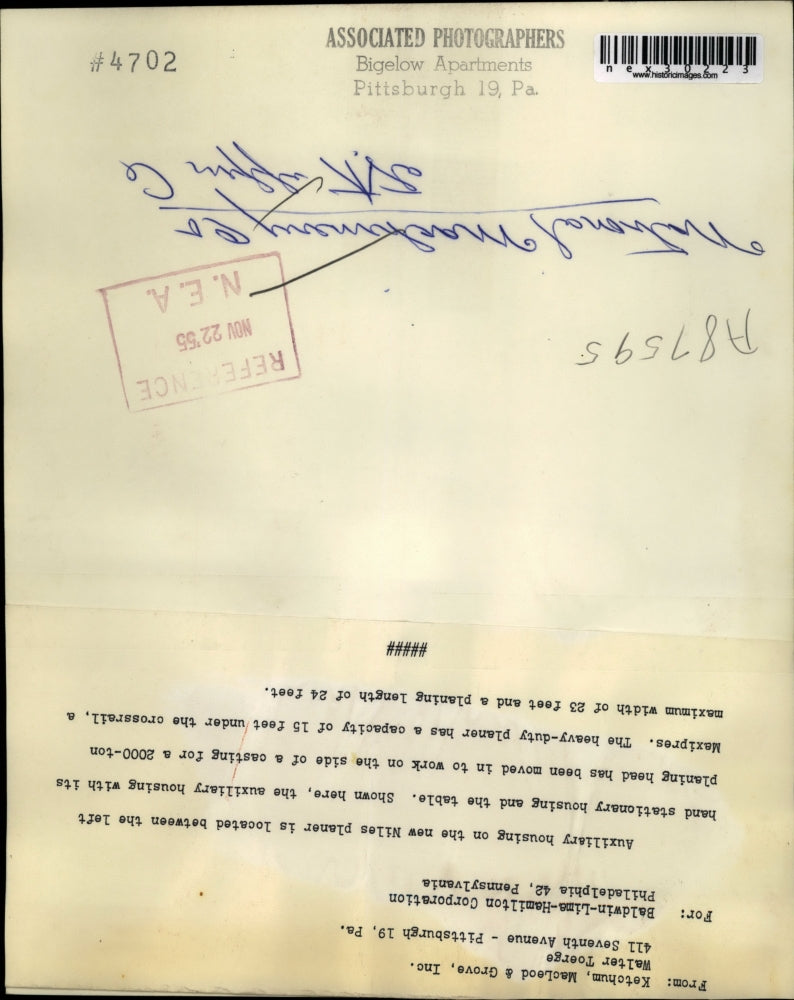 #4702
ASSOCIATED PHOTOGRAPHERS
Bigelow Apartments
Pittsburgh 19, Pa.
nex30223
www.historicimages.com
National Machinery Co
REFERENCE
NOV 22 '55
N. E. A.
A87595
From: Ketchum, MacLeod & Grove, Inc.
Walter Toerge
411 Seventh Avenue - Pittsburgh 19, Pa.
For: Baldwin-Lima-Hamilton Corporation
Philadelphia 42, Pennsylvania
Auxiliary housing on the new Niles planer is located between the left
hand stationary housing and the table. Shown here, the auxiliary housing with its
planing head has been moved in to work on the side of a casting for a 2000-ton
Maxipres. The heavy-duty planer has a capacity of 15 feet under the crossrail, a
maximum width of 23 feet and a planing length of 24 feet.
#####